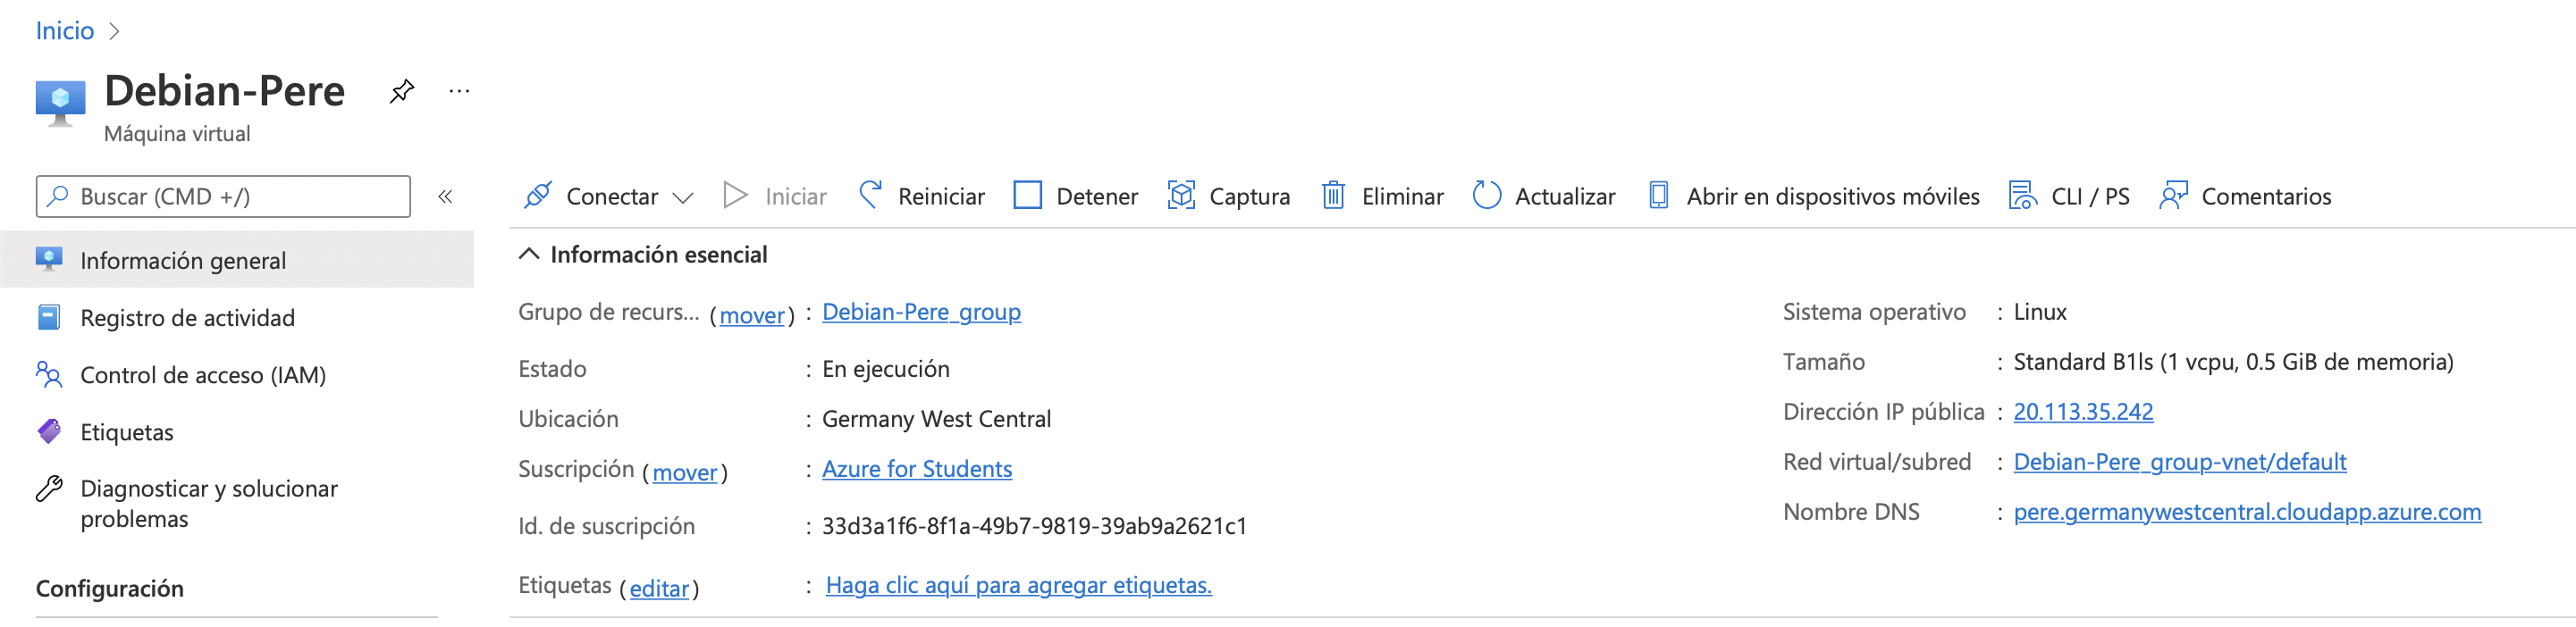 Inicio
Debian-Pere
Máquina virtual
Buscar (CMD +/)
Información general
Registro de actividad
Control de acceso (IAM)
Etiquetas
Diagnosticar y solucionar
problemas
Configuración
Conectar Iniciar Reiniciar Detener Captura Eliminar Actualizar Abrir en dispositivos móviles CLI / PS Comentarios
Información esencial
Grupo de recurs... (mover) : Debian-Pere_group
Estado : En ejecución
Ubicación : Germany West Central
Suscripción (mover) : Azure for Students
Id. de suscripción : 33d3a1f6-8f1a-49b7-9819-39ab9a2621c1
Etiquetas (editar) : Haga clic aquí para agregar etiquetas.
Sistema operativo : Linux
Tamaño : Standard B1ls (1 vcpu, 0.5 GiB de memoria)
Dirección IP pública : 20.113.35.242
Red virtual/subred : Debian-Pere_group-vnet/default
Nombre DNS : pere.germanywestcentral.cloudapp.azure.com